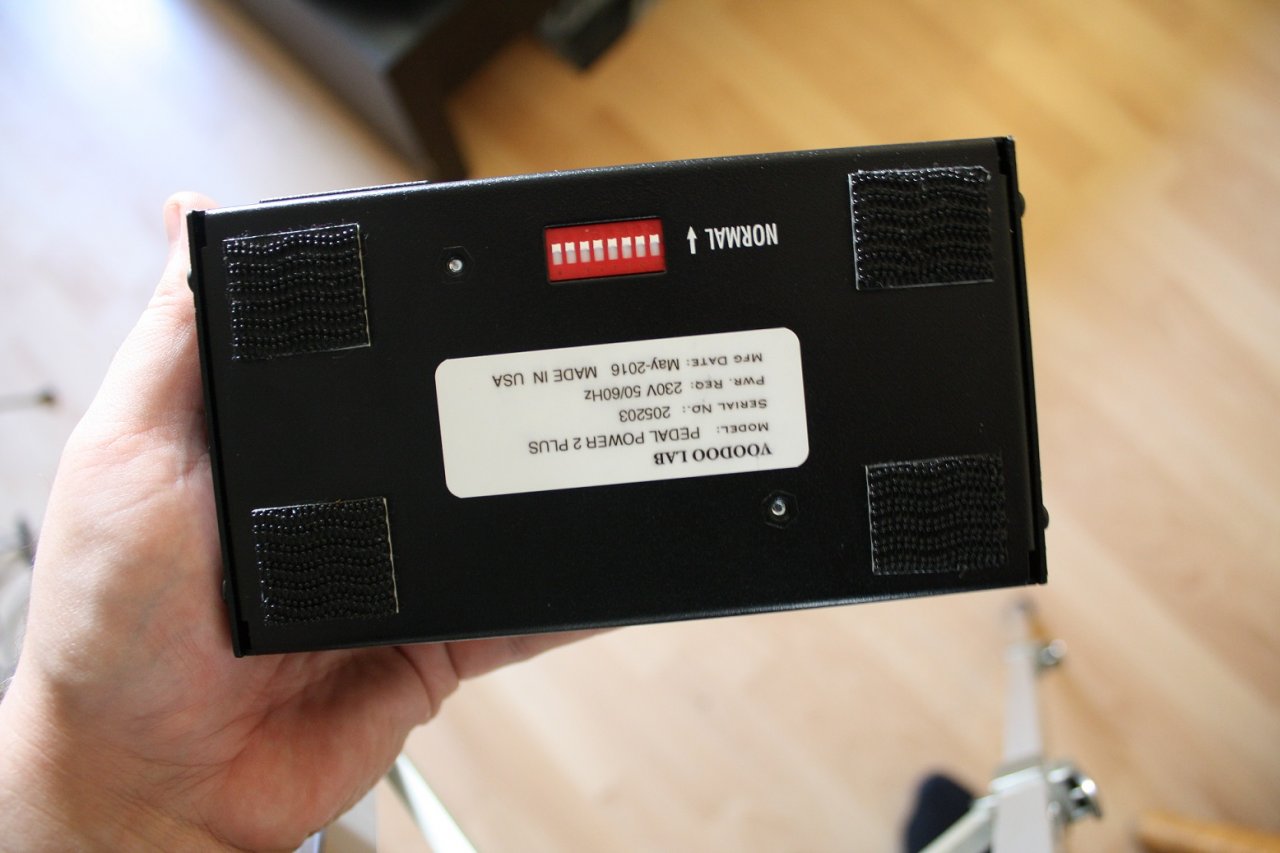 VOODOO LAB
MODEL: PEDAL POWER 2 PLUS
SERIAL NO.: 205203
PWR. REQ: 230V 50/60Hz
MFG DATE: May-2016 MADE IN USA
NORMAL